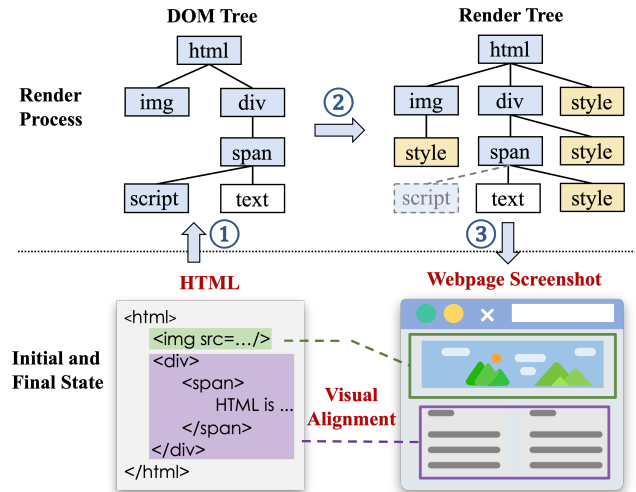 DOM Tree
Render Tree
html
html
Render
Process
img
div
②
img
div
style
span
style
span
style
script
text
script
text
style
①
③
HTML
Webpage Screenshot
Initial and
Final State
<html>
<img src=.../>
<div>
<span>
HTML is ...
</span>
</div>
</html>
Visual
Alignment